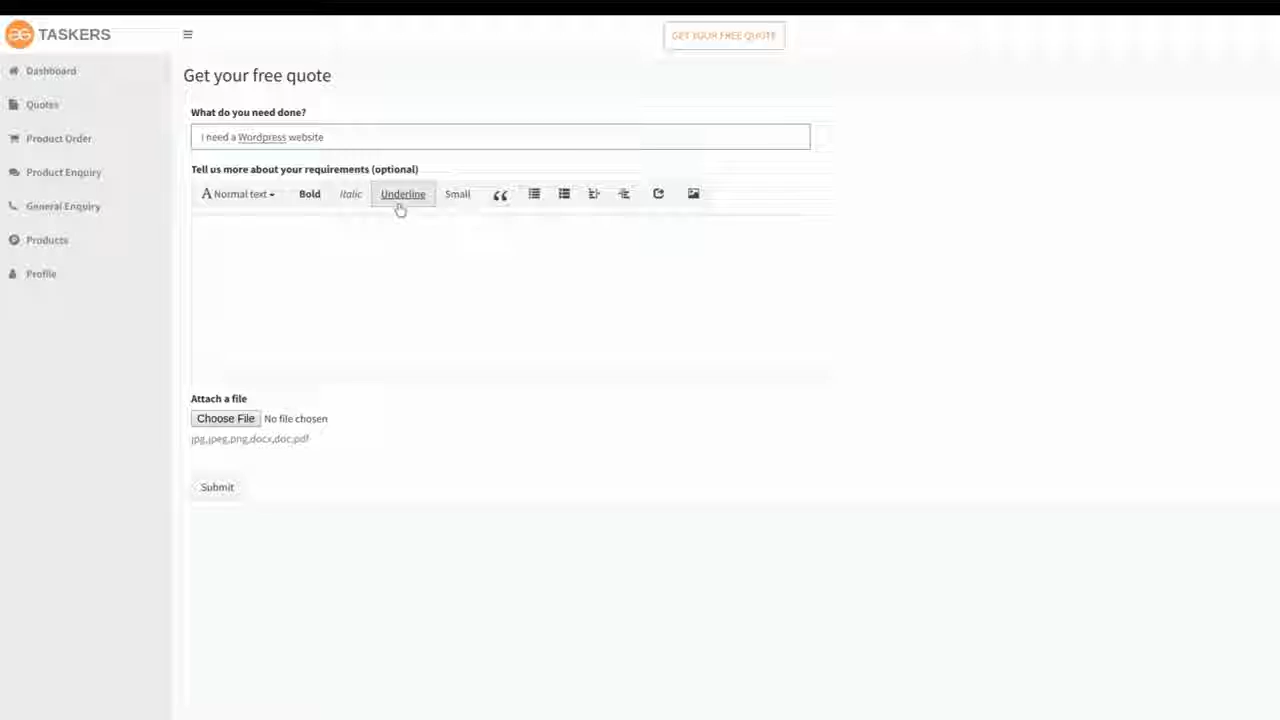 TASKERS
GET YOUR FREE QUOTE
Dashboard
Quotes
Product Order
Product Enquiry
General Enquiry
Products
Profile
Get your free quote
What do you need done?
I need a Wordpress website
Tell us more about your requirements (optional)
Normal text Bold Italic Underline Small
Attach a file
Choose File No file chosen
jpg,jpeg,png,docx,doc,pdf
Submit